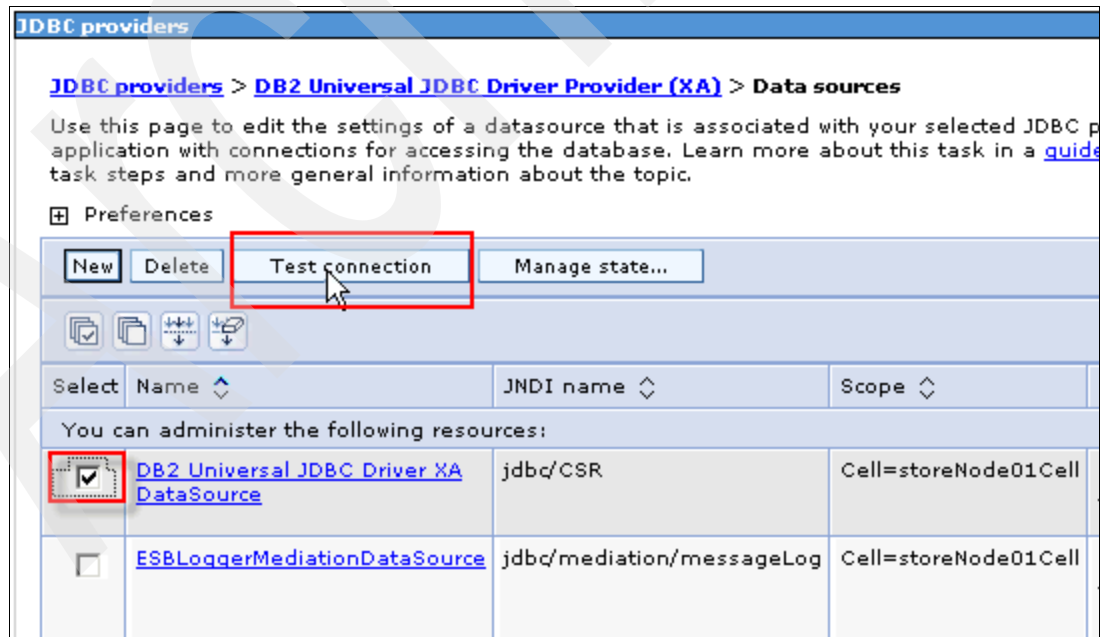 JDBC providers
JDBC providers > DB2 Universal JDBC Driver Provider (XA) > Data sources
Use this page to edit the settings of a datasource that is associated with your selected JDBC
application with connections for accessing the database. Learn more about this task in a
task steps and more general information about the topic.
Preferences
New Delete Test connection Manage state...
Select Name JNDI name Scope
You can administer the following resources:
DB2 Universal JDBC Driver XA jdbc/CSR Cell=storeNode01Cell
DataSource
ESBLoggerMediationDataSource jdbc/mediation/messageLog Cell=storeNode01Cell